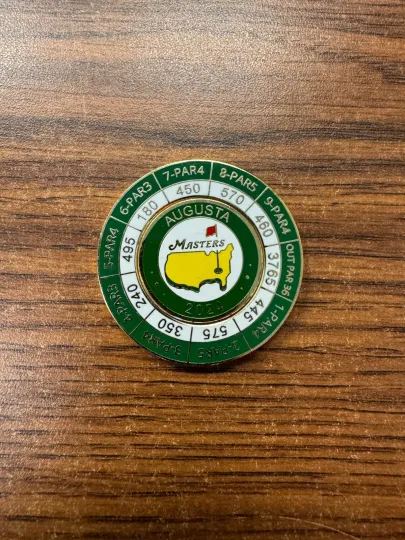 1-PAR4
2-PAR5
3-PAR4
4-PAR3
5-PAR4
6-PAR3
7-PAR4
8-PAR5
9-PAR4
OUT PAR 36
445
575
350
240
495
180
450
570
460
3765
AUGUSTA
MASTERS